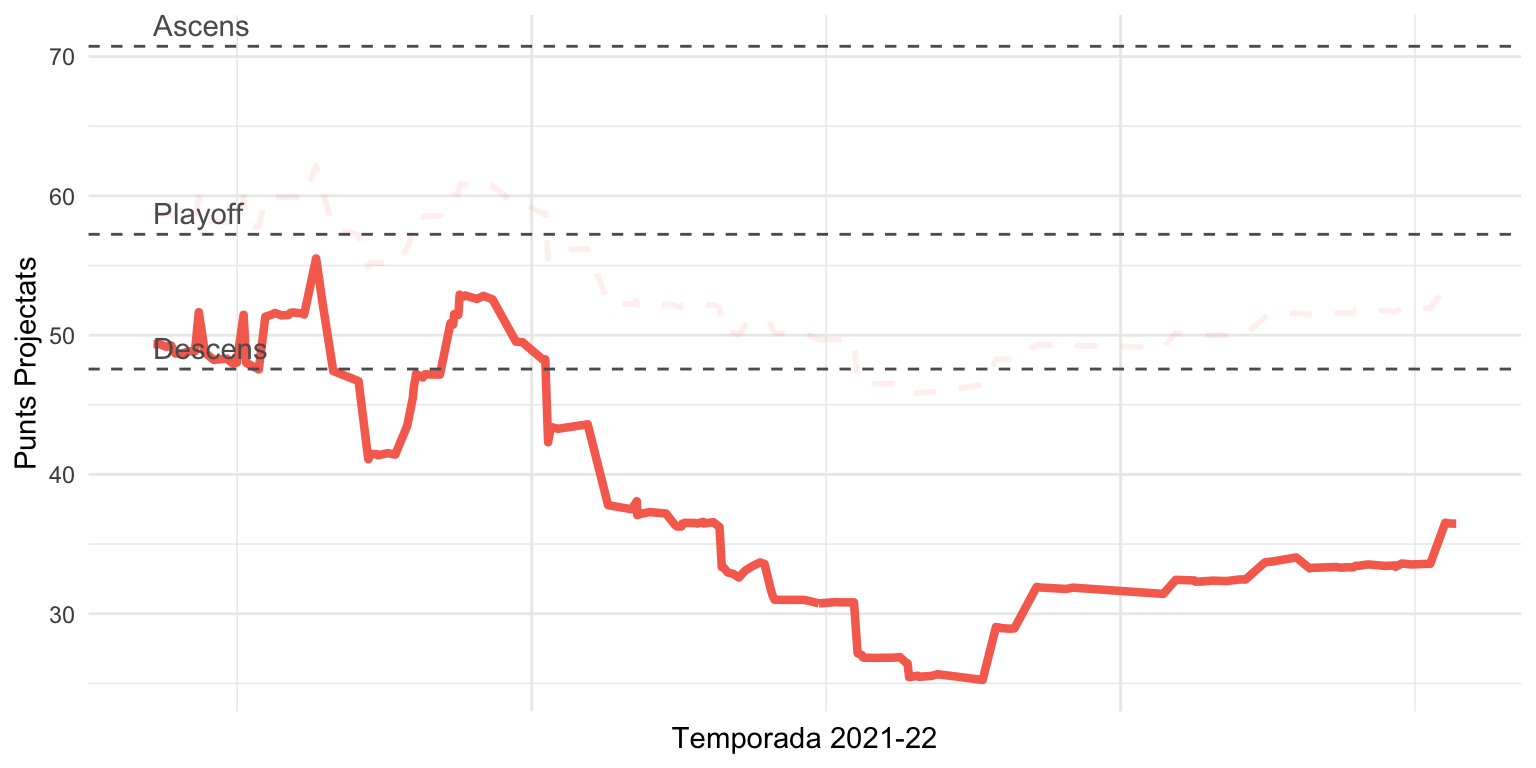 Ascens
70
60
Playoff
50
Descens
40
30
Punts Projectats
Temporada 2021-22